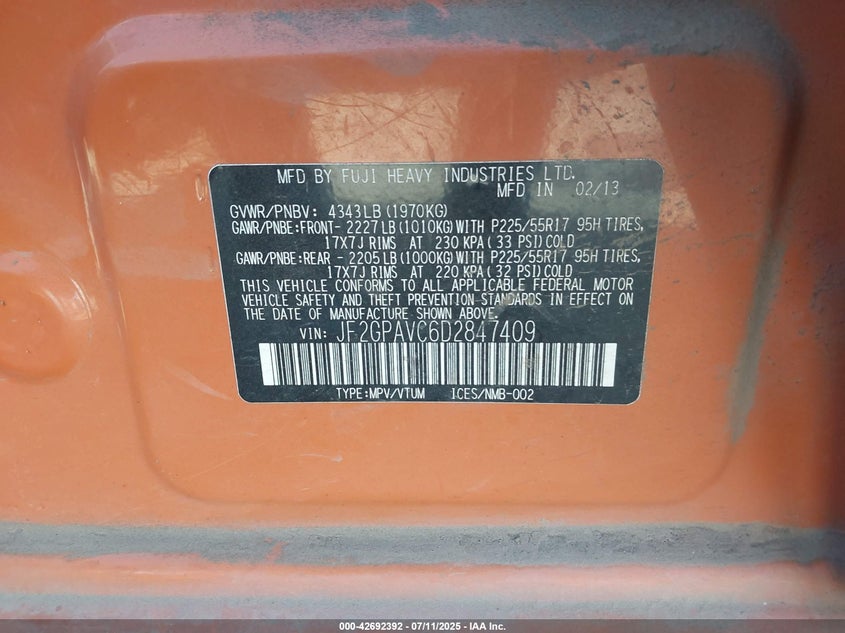 MFD BY FUJI HEAVY INDUSTRIES LTD.
MFD IN 02/13
GVWR/PNBV: 4343LB (1970KG)
GAWR/PNBE:FRONT- 2227LB (1010KG) WITH P225/55R17 95H TIRES,
17X7J RIMS AT 230 KPA( 33 PSI) COLD
GAWR/PNBE:REAR - 2205LB (1000KG) WITH P225/55R17 95H TIRES,
17X7J RIMS AT 220 KPA( 32 PSI) COLD
THIS VEHICLE CONFORMS TO ALL APPLICABLE FEDERAL MOTOR
VEHICLE SAFETY AND THEFT PREVENTION STANDARDS IN EFFECT ON
THE DATE OF MANUFACTURE SHOWN ABOVE.
VIN: JF2GPAVC6D2847409
TYPE:MPV/VTUM ICES/NMB-002
000-42692392 - 07/11/2025 - IAA Inc.